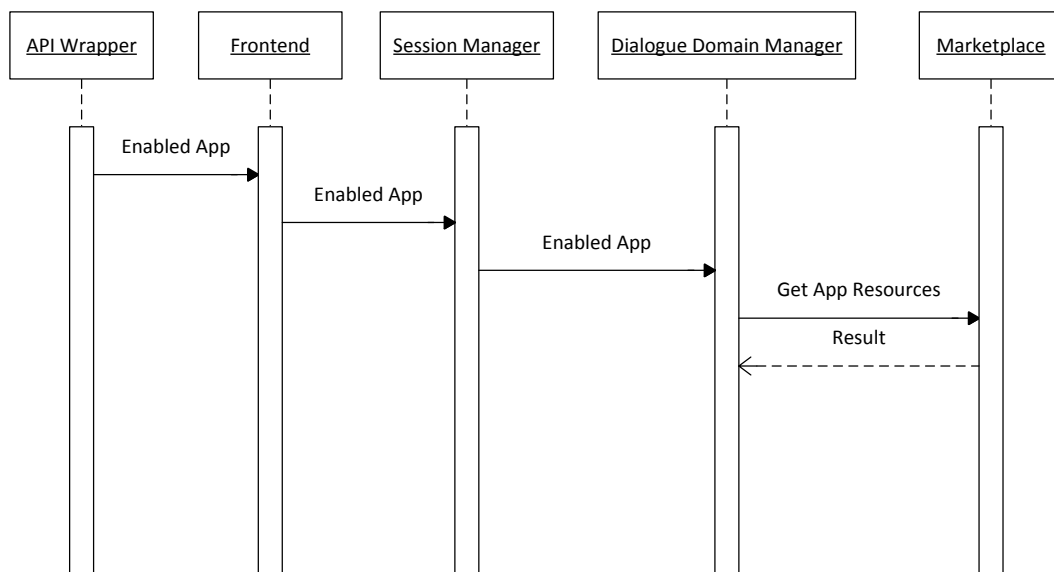 API Wrapper
Frontend
Session Manager
Dialogue Domain Manager
Marketplace
Enabled App
Enabled App
Enabled App
Get App Resources
Result